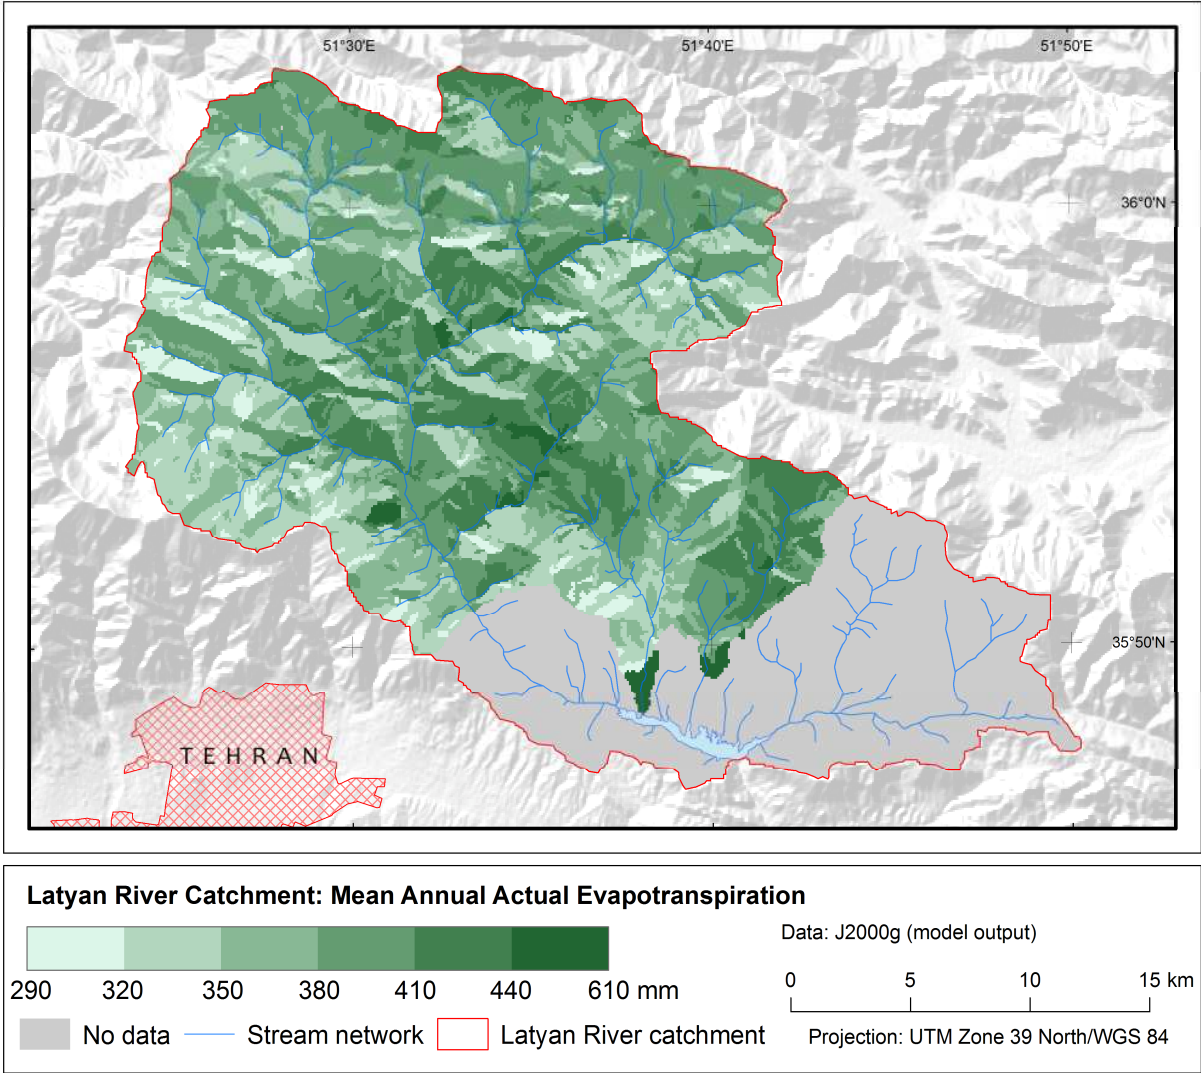 51°30'E 51°40'E 51°50'E
36°0'N
35°50'N
TEHRAN
Latyan River Catchment: Mean Annual Actual Evapotranspiration
Data: J2000g (model output)
290 320 350 380 410 440 610 mm
0 5 10 15 km
No data Stream network Latyan River catchment
Projection: UTM Zone 39 North/WGS 84